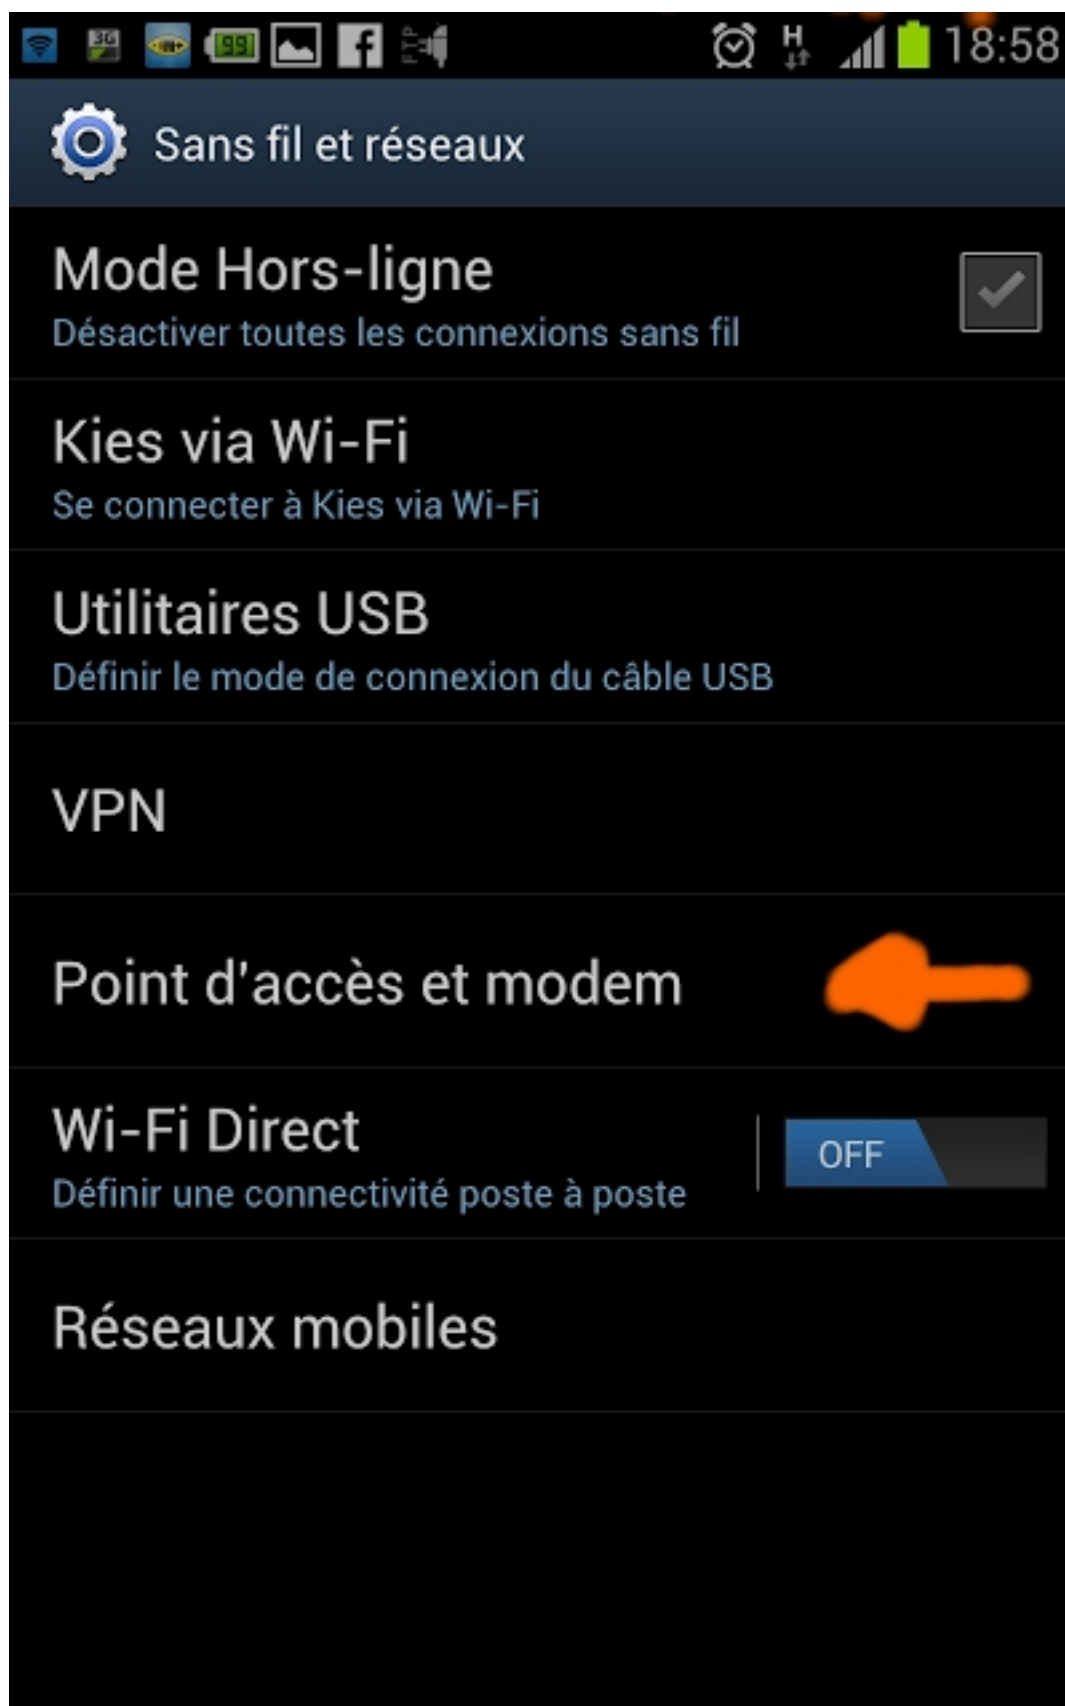 3G 99 H 18:58
Sans fil et réseaux
Mode Hors-ligne
Désactiver toutes les connexions sans fil
Kies via Wi-Fi
Se connecter à Kies via Wi-Fi
Utilitaires USB
Définir le mode de connexion du câble USB
VPN
Point d'accès et modem
Wi-Fi Direct
OFF
Définir une connectivité poste à poste
Réseaux mobiles